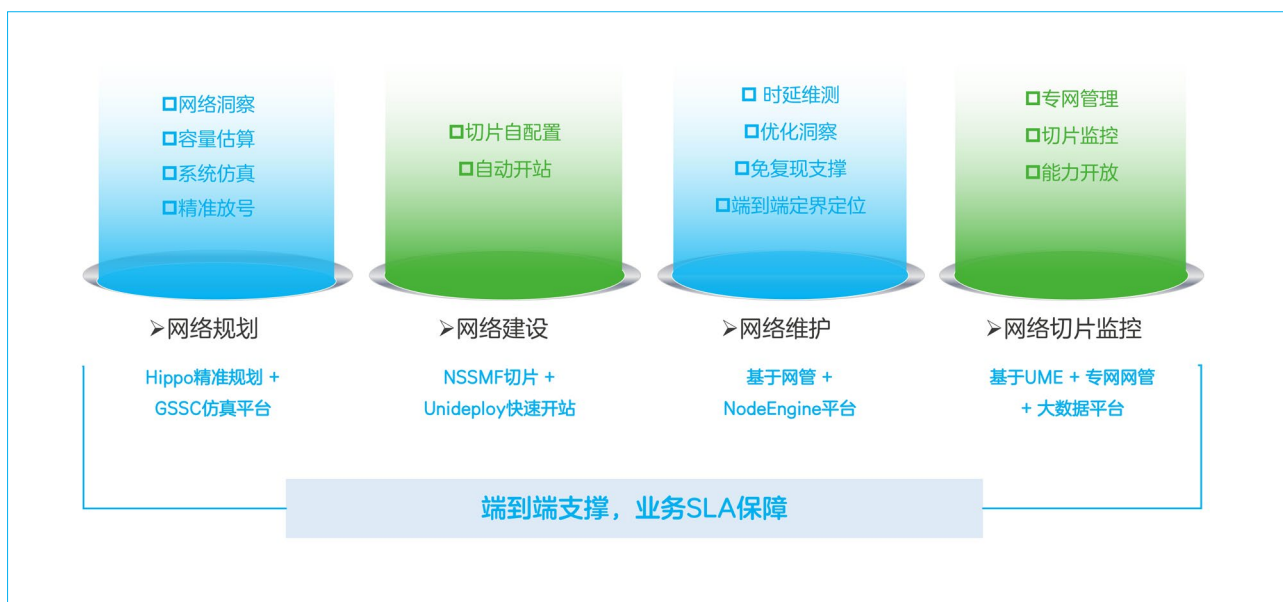 网络洞察
容量估算
系统仿真
精准放号
切片自配置
自动开站
时延维测
优化洞察
免复现支撑
端到端定界定位
专网管理
切片监控
能力开放
网络规划
Hippo精准规划 +
GSSC仿真平台
网络建设
NSSMF切片 +
Unideploy快速开站
网络维护
基于网管 +
NodeEngine平台
网络切片监控
基于UME + 专网网管
+ 大数据平台
端到端支撑，业务SLA保障